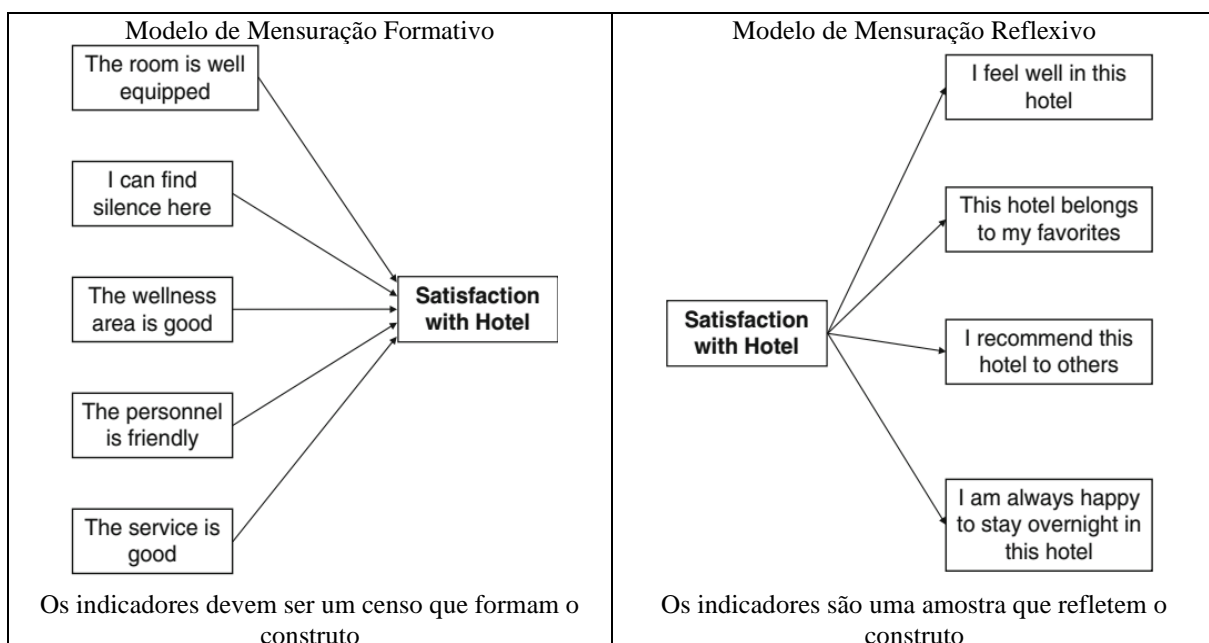 Modelo de Mensuração Formativo
The room is well
equipped
I can find
silence here
The wellness
area is good
The personnel
is friendly
The service is
good
Satisfaction
with Hotel
Os indicadores devem ser um censo que formam o
construto
Modelo de Mensuração Reflexivo
Satisfaction
with Hotel
I feel well in this
hotel
This hotel belongs
to my favorites
I recommend this
hotel to others
I am always happy
to stay overnight in
this hotel
Os indicadores são uma amostra que refletem o
construto